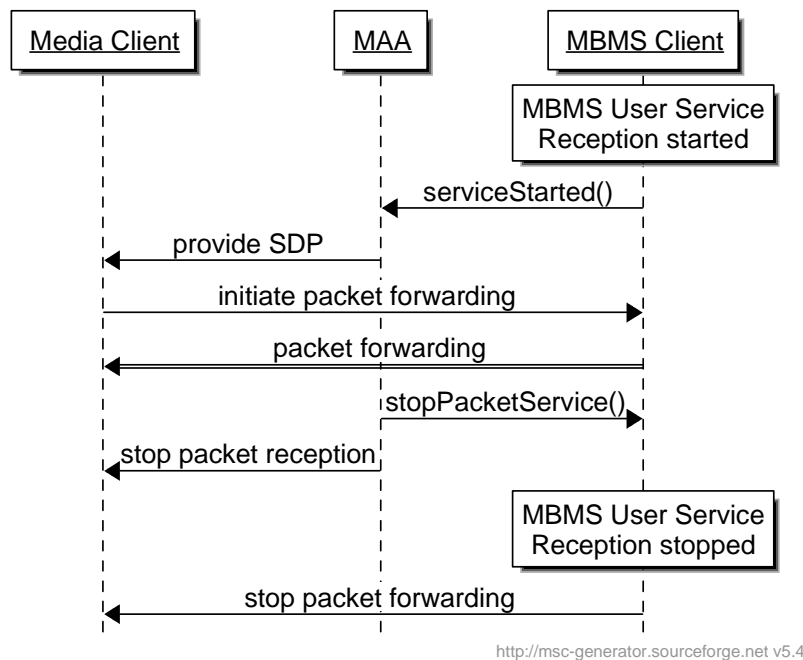 Media Client
MAA
MBMS Client
MBMS User Service
Reception started
serviceStarted()
provide SDP
initiate packet forwarding
packet forwarding
stopPacketService()
stop packet reception
MBMS User Service
Reception stopped
stop packet forwarding
http://msc-generator.sourceforge.net v5.4